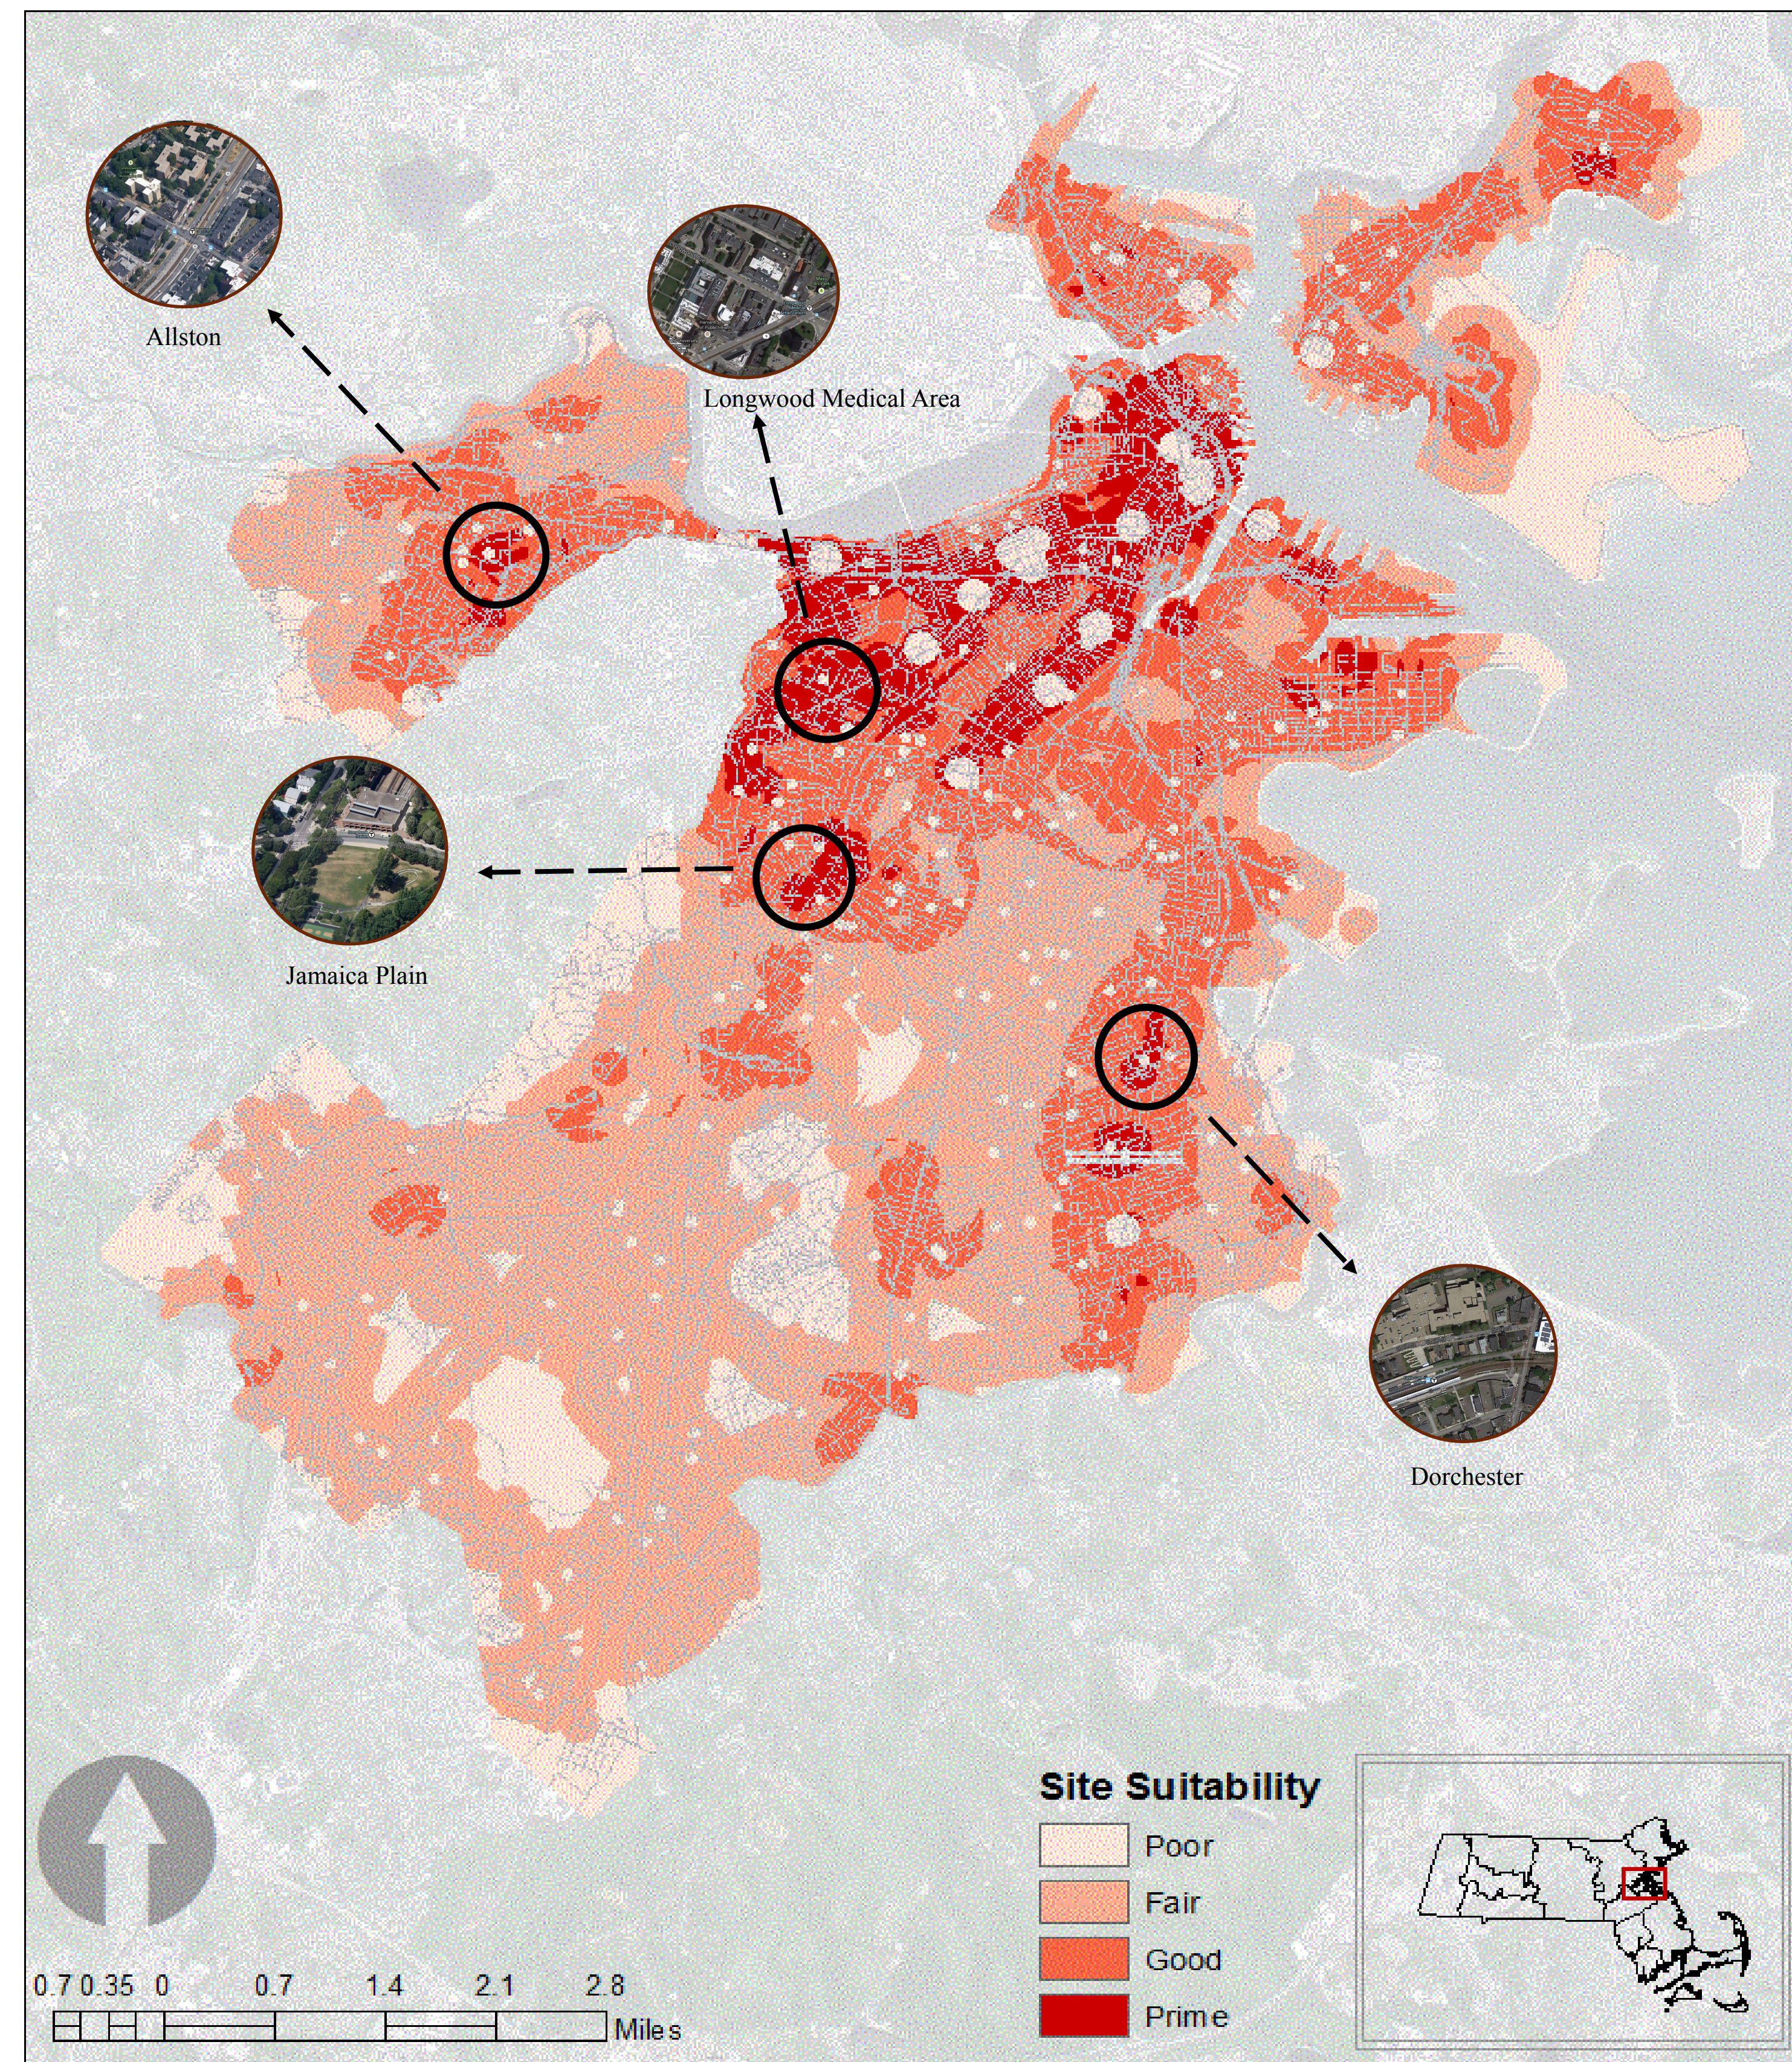 Allston
Longwood Medical Area
Jamaica Plain
Dorchester
Site Suitability
Poor
Fair
Good
Prime
0.7 0.35 0 0.7 1.4 2.1 2.8
Miles